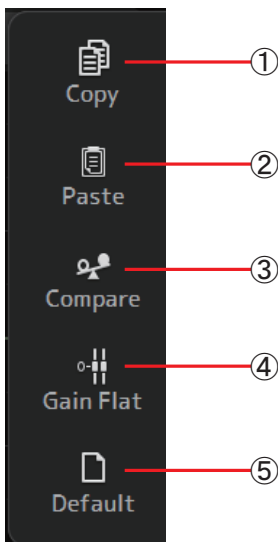 Copy ①
Paste ②
Compare ③
Gain Flat ④
Default ⑤